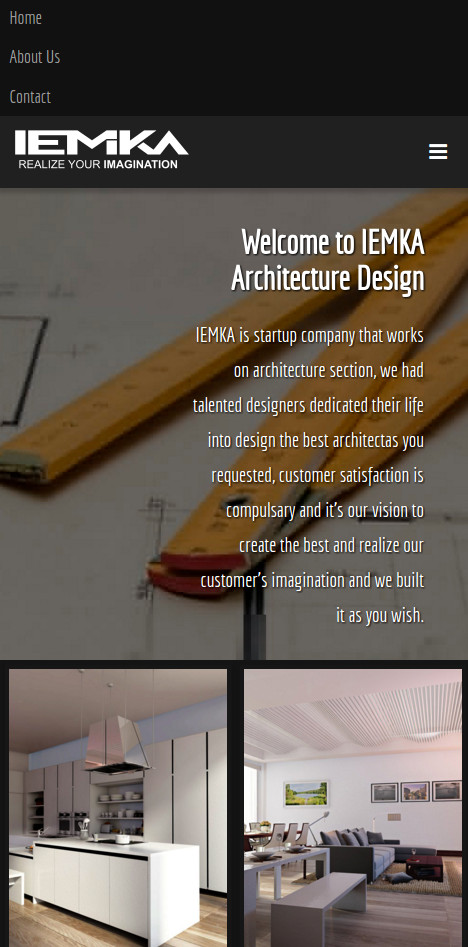 Home
About Us
Contact
IEMKA
REALIZE YOUR IMAGINATION
Welcome to IEMKA
Architecture Design
IEMKA is startup company that works
on architecture section, we had
talented designers dedicated their life
into design the best architectas you
requested, customer satisfaction is
compulsary and it's our vision to
create the best and realize our
customer's imagination and we built
it as you wish.